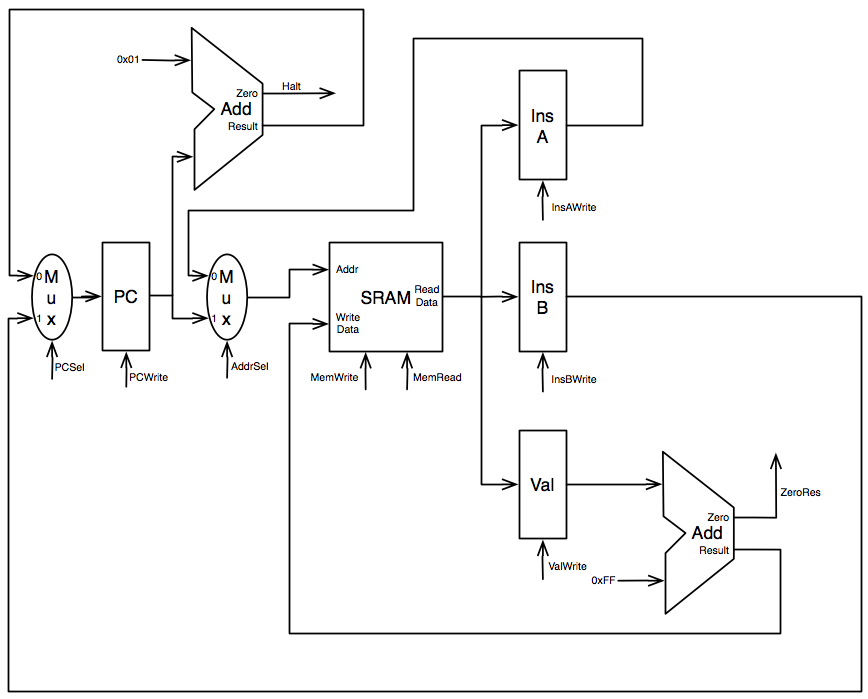 0x01
Zero
Halt
Add
Result
Ins
A
InsAWrite
0
M
u
x
1
PCSel
PC
PCWrite
0
M
u
x
1
AddrSel
Addr
SRAM
Read
Data
Write
Data
MemWrite
MemRead
Ins
B
InsBWrite
Val
ValWrite
0xFF
Zero
Add
Result
ZeroRes